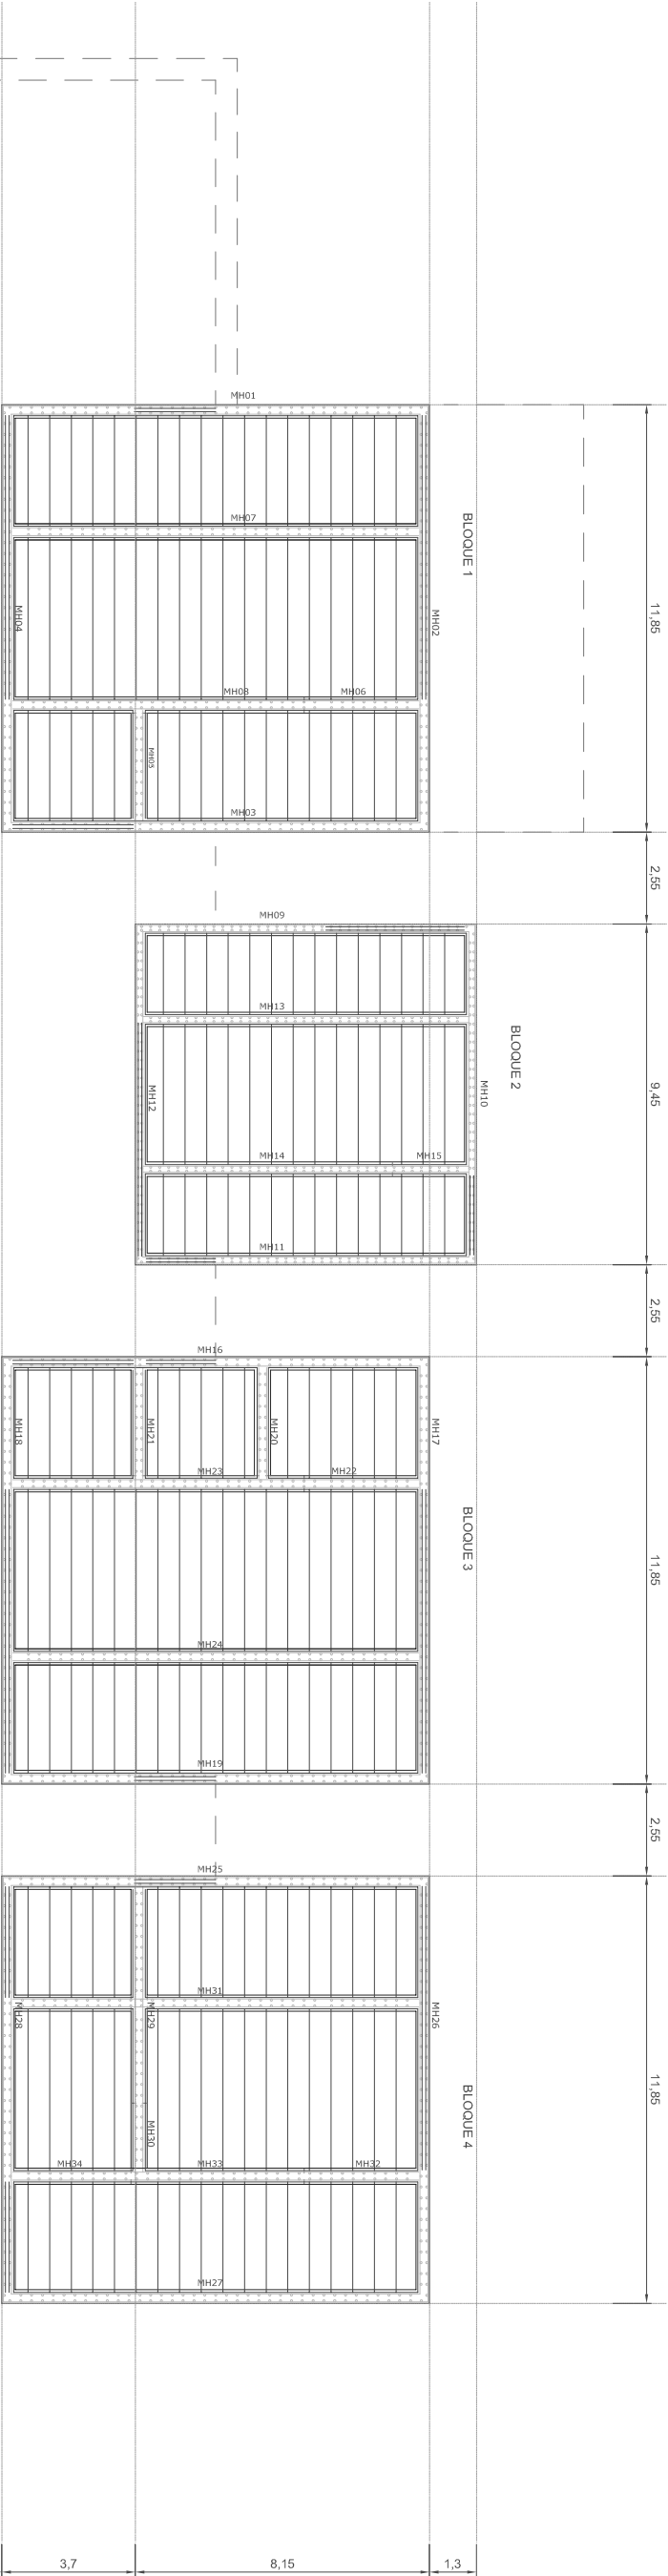 MH01
MH07
BLOQUE 1
11,85
MH04
MH02
MH08
MH06
MH05
MH03
2,55
MH09
MH13
BLOQUE 2
9,45
MH12
MH10
MH14
MH15
MH11
2,55
MH16
MH18
MH21
MH20
MH17
MH23
MH22
BLOQUE 3
11,85
MH24
MH19
2,55
MH25
MH31
MH28
MH29
MH26
BLOQUE 4
11,85
MH30
MH34
MH33
MH32
MH27
3,7
8,15
1,3